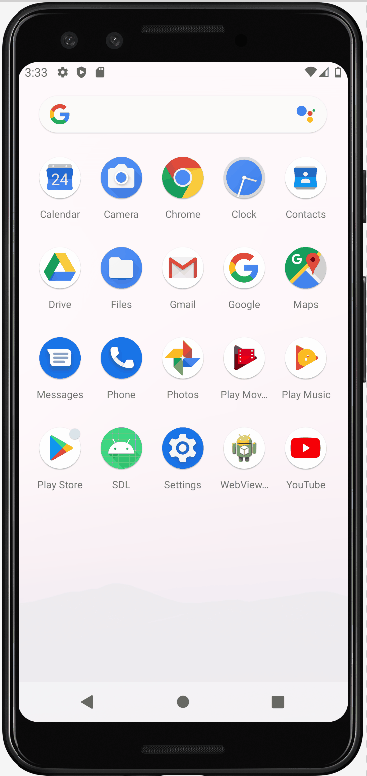 3:33
G
24
Calendar Camera Chrome Clock Contacts
G G
Drive Files Gmail Google Maps
Messages Phone Photos Play Mov... Play Music
Play Store SDL Settings WebView... YouTube